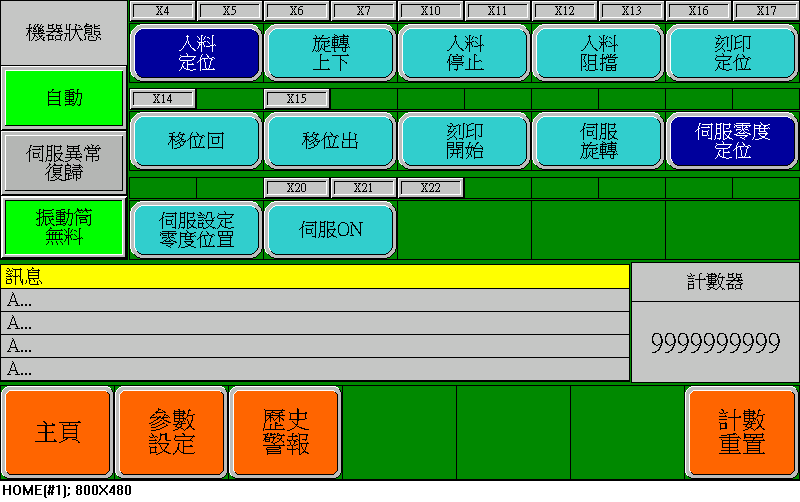 機器狀態
X4 X5 X6 X7 X10 X11 X12 X13 X16 X17
入料
定位
旋轉
上下
入料
停止
入料
阻擋
刻印
定位
自動
X14 X15
移位回
移位出
刻印
開始
伺服
旋轉
伺服零度
定位
伺服異常
復歸
X20 X21 X22
振動筒
無料
伺服設定
零度位置
伺服ON
訊息
A...
A...
A...
A...
計數器
9999999999
主頁
參數
設定
歷史
警報
計數
重置
HOME(#1); 800X480